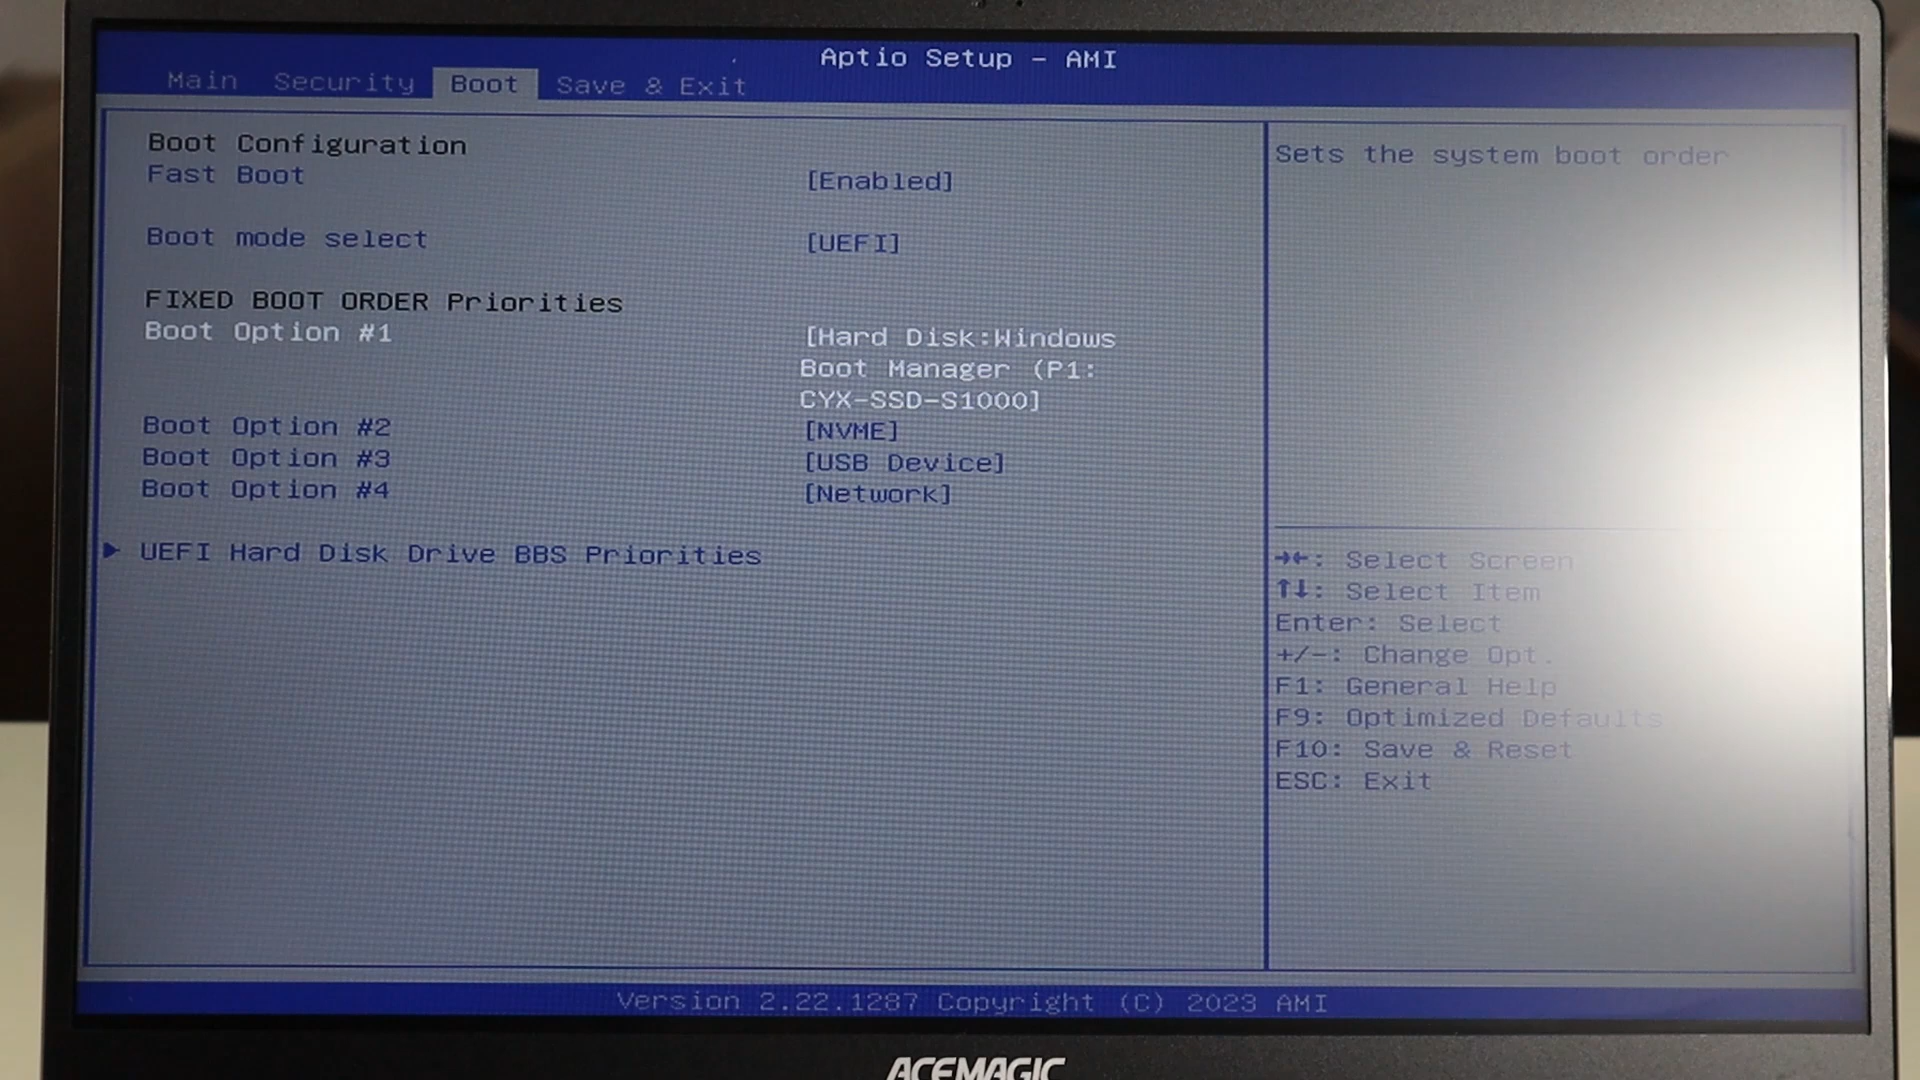 Aptio Setup - AMI
Main Security Boot Save & Exit
Boot Configuration
Fast Boot [Enabled]
Boot mode select [UEFI]
FIXED BOOT ORDER Priorities
Boot Option #1 [Hard Disk:Windows
Boot Manager (P1:
CYX-SSD-S1000]
Boot Option #2 [NVME]
Boot Option #3 [USB Device]
Boot Option #4 [Network]
UEFI Hard Disk Drive BBS Priorities
Sets the system boot order
→←: Select Screen
↑↓: Select Item
Enter: Select
+/-: Change Opt.
F1: General Help
F9: Optimized Defaults
F10: Save & Reset
ESC: Exit
Version 2.22.1287 Copyright (C) 2023 AMI
ACEMAGIC